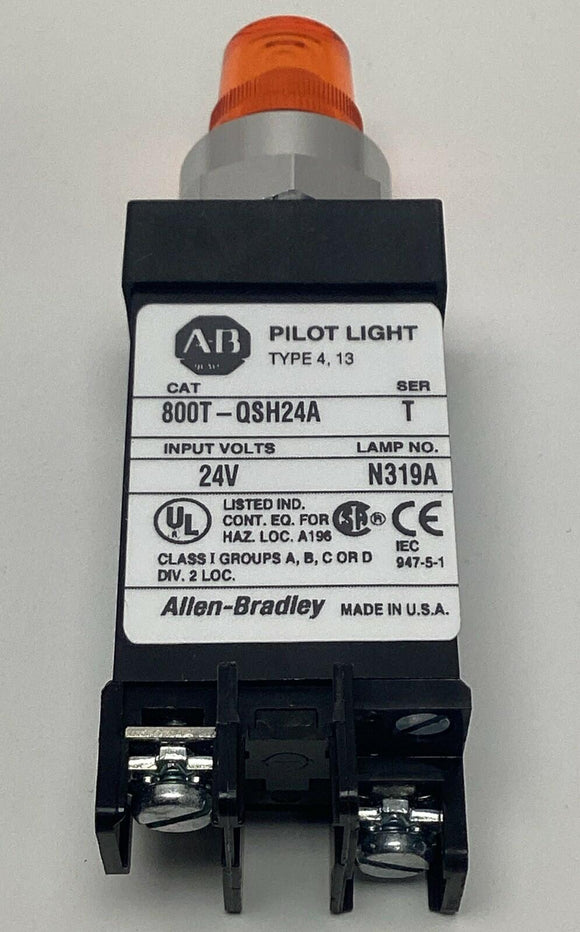 A-B
PILOT LIGHT
TYPE 4, 13
CAT SER
800T-QSH24A T
INPUT VOLTS LAMP NO.
24V N319A
UL
LISTED IND.
CONT. EQ. FOR
HAZ. LOC. A196
SA ® CE
IEC
947-5-1
CLASS I GROUPS A, B, C OR D
DIV. 2 LOC.
Allen-Bradley MADE IN U.S.A.